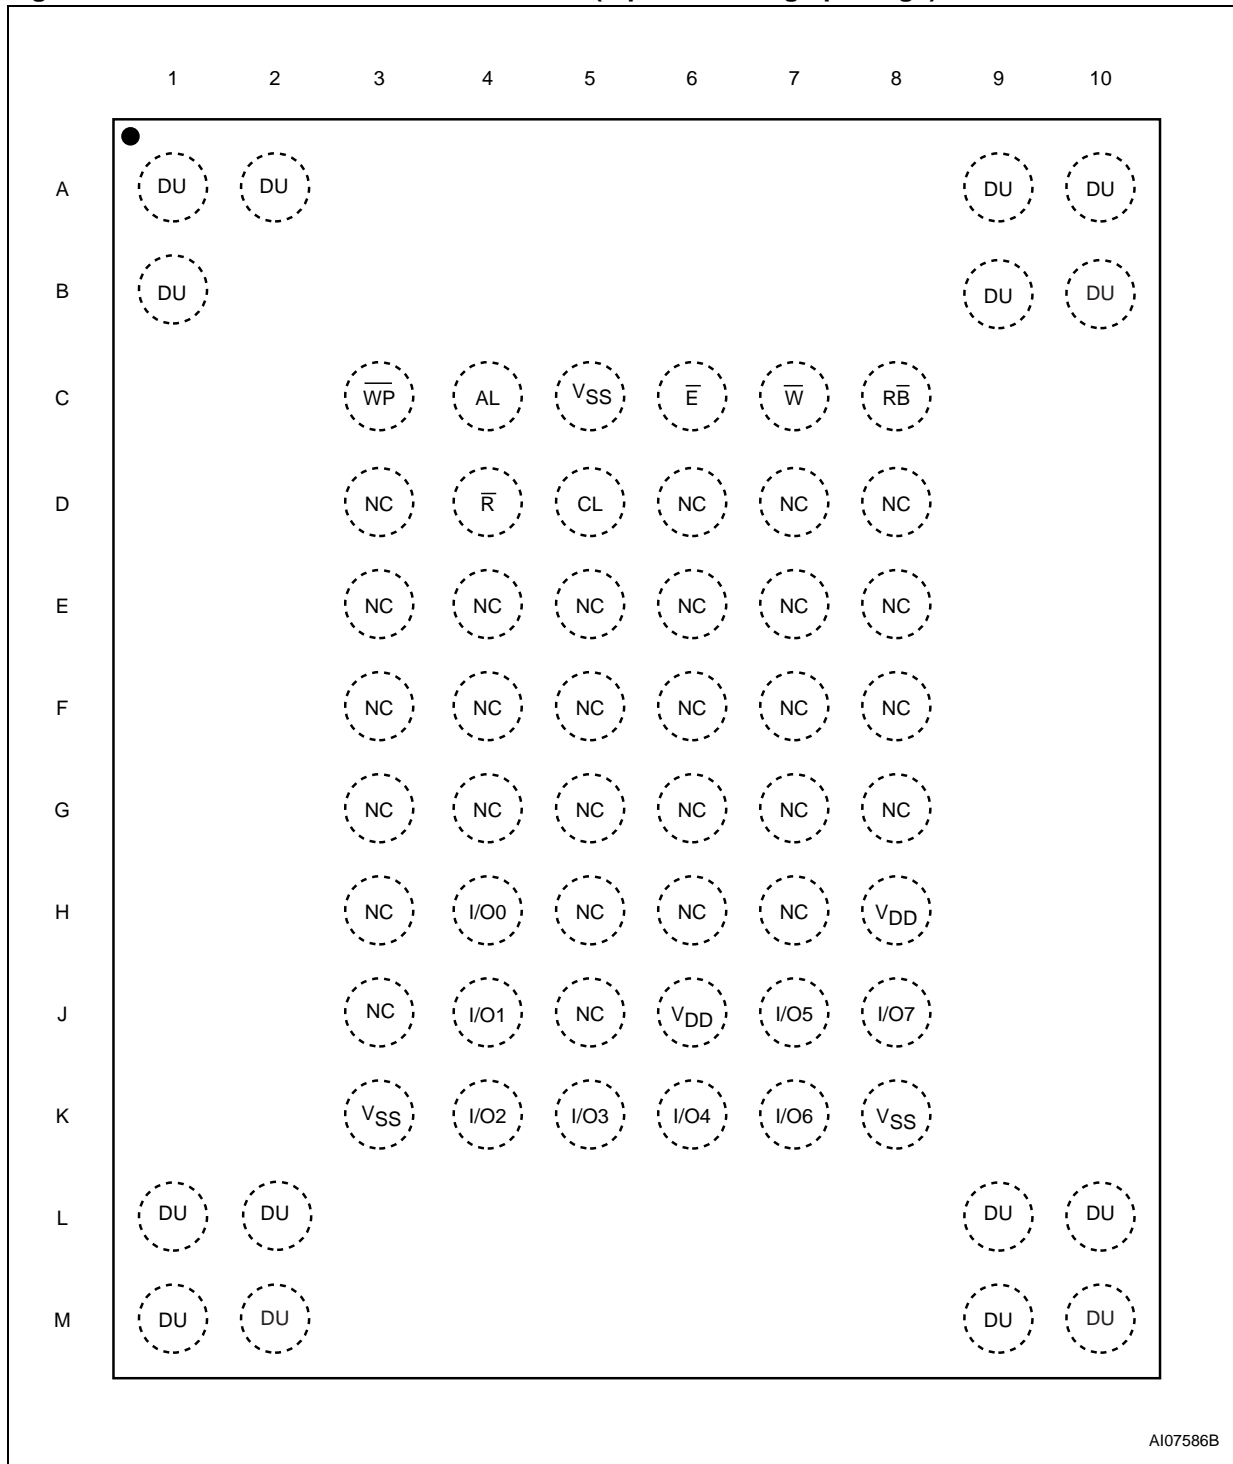 1 2 3 4 5 6 7 8 9 10
A DU DU DU DU
B DU DU DU
C W̅P̅ AL VSS E̅ W̅ RB̅
D NC R̅ CL NC NC NC
E NC NC NC NC NC NC
F NC NC NC NC NC NC
G NC NC NC NC NC NC
H NC I/O0 NC NC NC VDD
J NC I/O1 NC VDD I/O5 I/O7
K VSS I/O2 I/O3 I/O4 I/O6 VSS
L DU DU DU DU
M DU DU DU DU
AI07586B